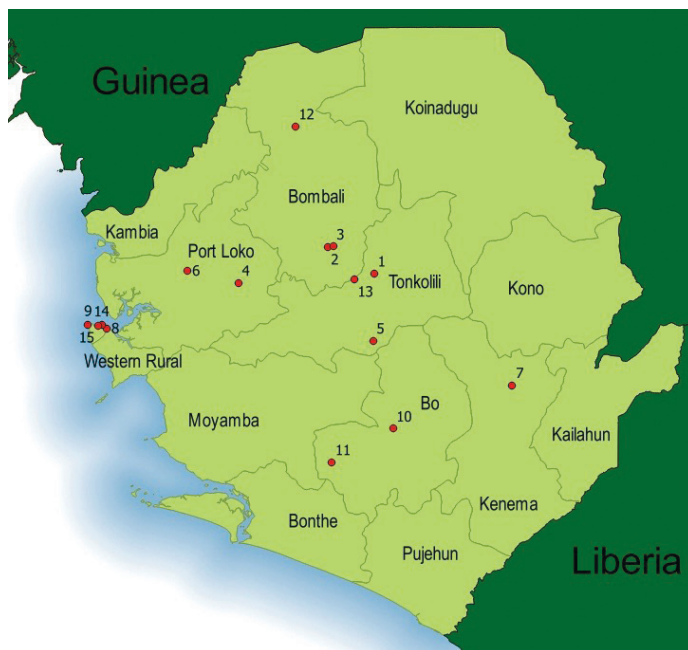 Guinea
Koinadugu
12
Bombali
Kambia
3
Port Loko
2
1
6
4
13
Tonkolili
Kono
9 14
8
15
5
Western Rural
7
Moyamba
Bo
10
Kailahun
11
Kenema
Bonthe
Pujehun
Liberia